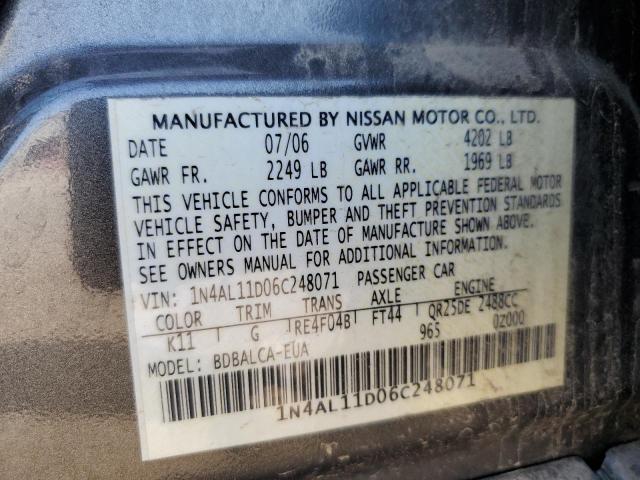 MANUFACTURED BY NISSAN MOTOR CO., LTD.
DATE 07/06 GVWR 4202 LB
GAWR FR. 2249 LB GAWR RR. 1969 LB
THIS VEHICLE CONFORMS TO ALL APPLICABLE FEDERAL MOTOR
VEHICLE SAFETY, BUMPER AND THEFT PREVENTION STANDARDS
IN EFFECT ON THE DATE OF MANUFACTURE SHOWN ABOVE.
SEE OWNERS MANUAL FOR ADDITIONAL INFORMATION.
VIN: 1N4AL11D06C248071 PASSENGER CAR
COLOR TRIM TRANS AXLE ENGINE
K11 G RE4F04B FT44 QR25DE 2488CC
MODEL: BDBALCA-EUA 965 0Z000
1N4AL11D06C248071